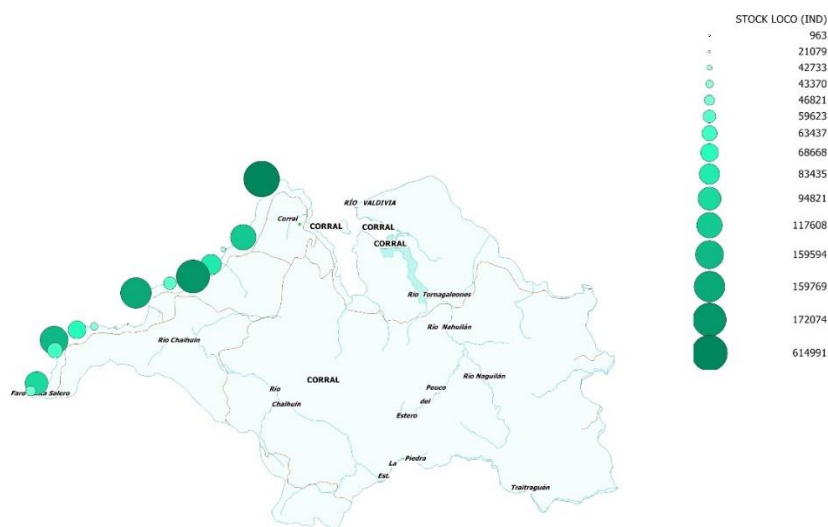 STOCK LOCO (IND)
963
21079
42733
43370
46821
59623
63437
68668
83435
94821
117608
159594
159769
172074
614991
RÍO VALDIVIA
Corral
CORRAL
CORRAL
CORRAL
Río Tornagaleones
Río Nahuilán
Río Chaihuín
Río Naguilán
CORRAL
Río
Chaihuín
Pouco
del
Estero
Faro
Salero
La Piedra
Est.
Traitraguén